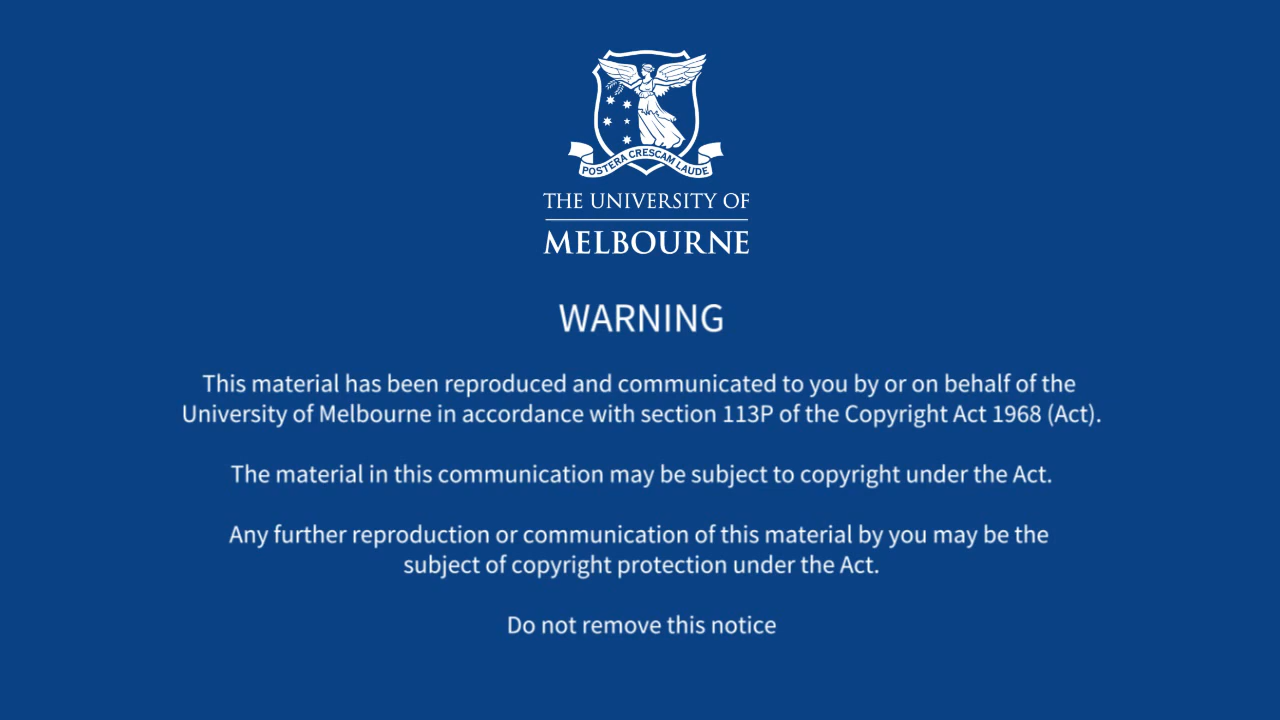 POSTERA CRESCAM LAUDE
THE UNIVERSITY OF
MELBOURNE
WARNING
This material has been reproduced and communicated to you by or on behalf of the
University of Melbourne in accordance with section 113P of the Copyright Act 1968 (Act).
The material in this communication may be subject to copyright under the Act.
Any further reproduction or communication of this material by you may be the
subject of copyright protection under the Act.
Do not remove this notice